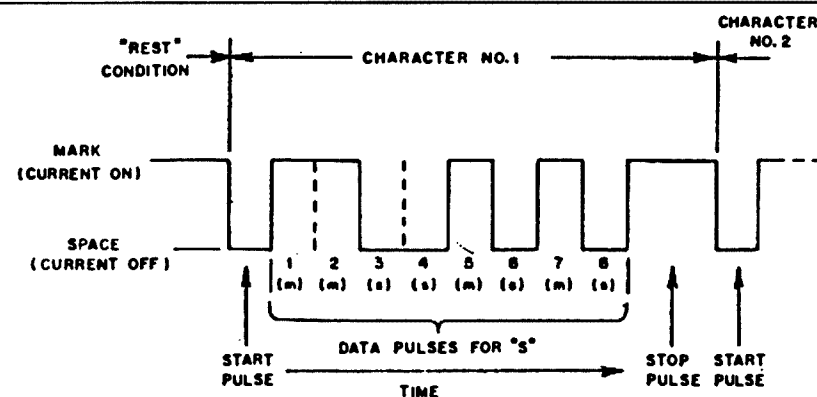 CHARACTER
NO. 2
"REST"
CONDITION
CHARACTER NO. 1
MARK
(CURRENT ON)
SPACE
(CURRENT OFF)
1 2 3 4 5 6 7 8
(m) (m) (s) (s) (m) (s) (m) (s)
DATA PULSES FOR "S"
START
PULSE
STOP
PULSE
START
PULSE
TIME